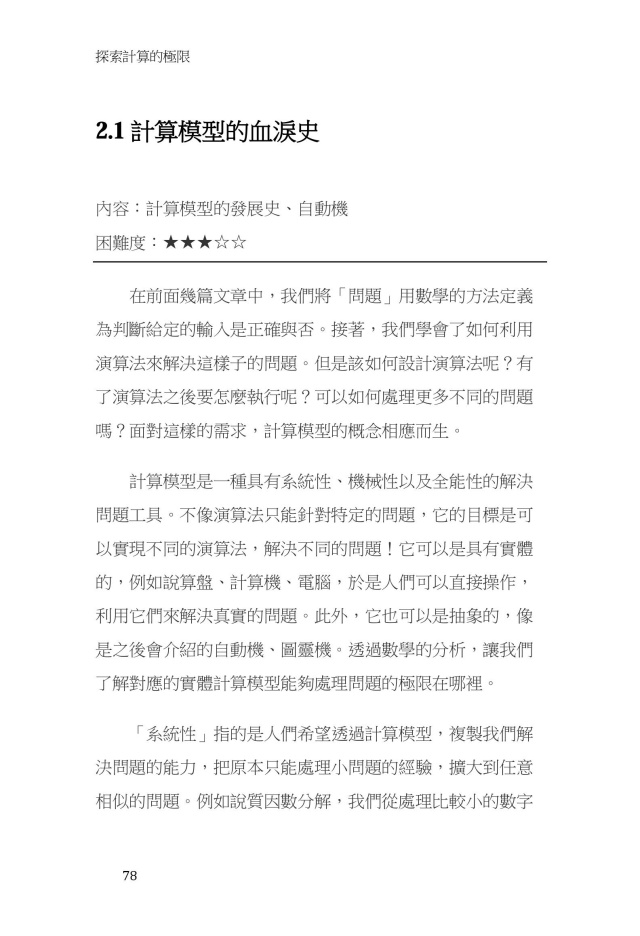 探索計算的極限
2.1 計算模型的血淚史
內容：計算模型的發展史、自動機
困難度：★★★☆☆
在前面幾篇文章中，我們將「問題」用數學的方法定義
為判斷給定的輸入是正確與否。接著，我們學會了如何利用
演算法來解決這樣子的問題。但是該如何設計演算法呢？有
了演算法之後要怎麼執行呢？可以如何處理更多不同的問題
嗎？面對這樣的需求，計算模型的概念相應而生。
計算模型是一種具有系統性、機械性以及全能性的解決
問題工具。不像演算法只能針對特定的問題，它的目標是可
以實現不同的演算法，解決不同的問題！它可以是具有實體
的，例如說算盤、計算機、電腦，於是人們可以直接操作，
利用它們來解決真實的問題。此外，它也可以是抽象的，像
是之後會介紹的自動機、圖靈機。透過數學的分析，讓我們
了解對應的實體計算模型能夠處理問題的極限在哪裡。
「系統性」指的是人們希望透過計算模型，複製我們解
決問題的能力，把原本只能處理小問題的經驗，擴大到任意
相似的問題。例如說質因數分解，我們從處理比較小的數字
78